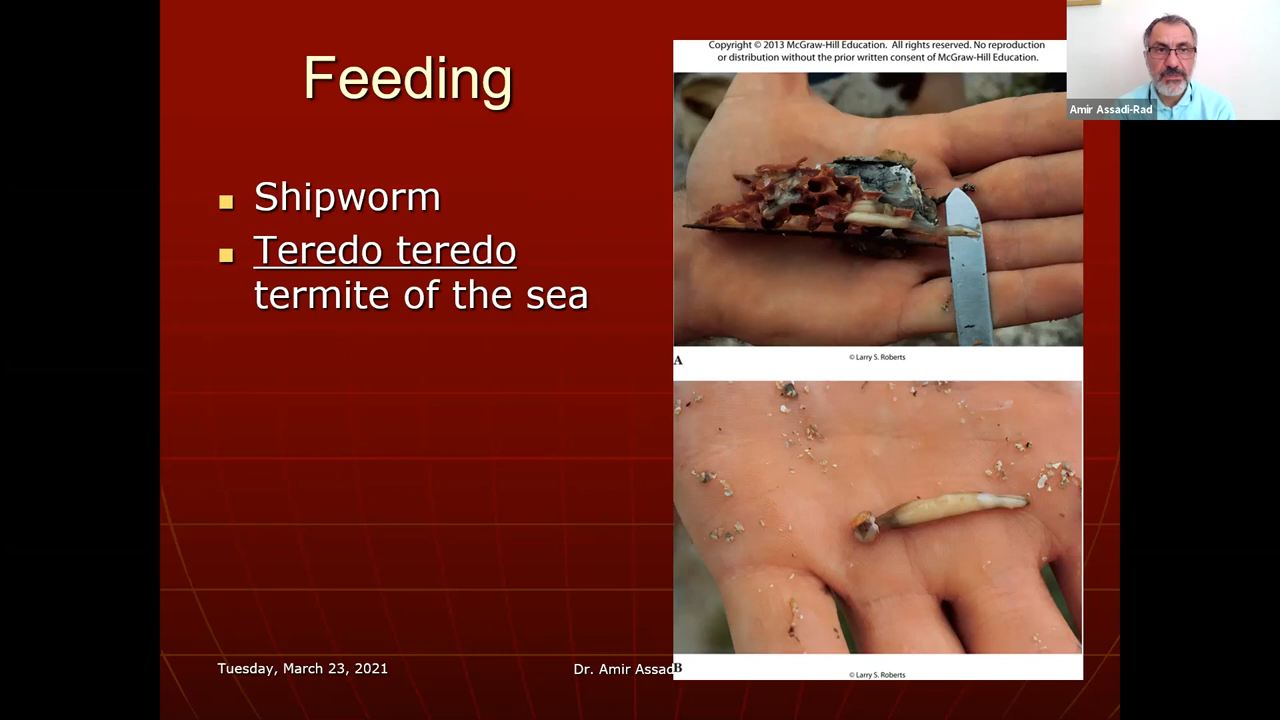 Feeding
Shipworm
Teredo teredo
termite of the sea
Copyright © 2013 McGraw-Hill Education. All rights reserved. No reproduction
or distribution without the prior written consent of McGraw-Hill Education.
A
© Larry S. Roberts
B
© Larry S. Roberts
Amir Assadi-Rad
Tuesday, March 23, 2021
Dr. Amir Assad